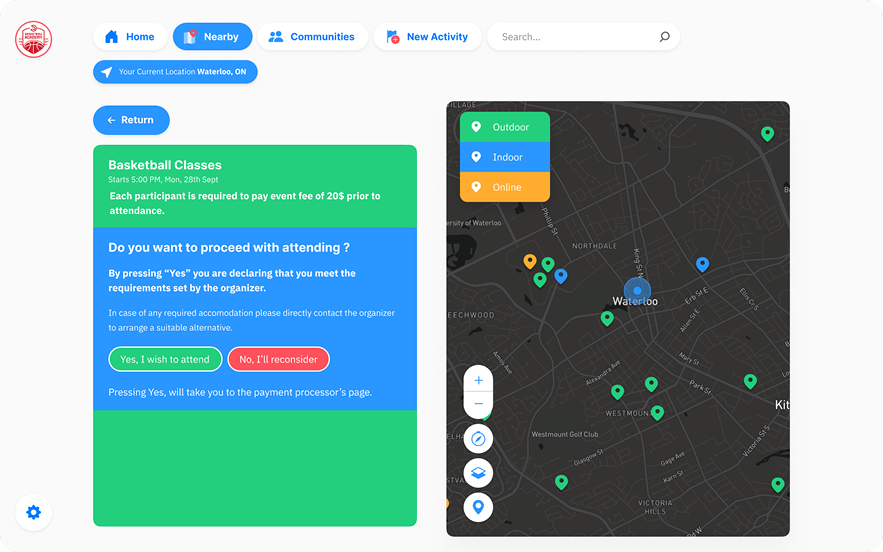 Home
Nearby
Communities
New Activity
Search...
Your Current Location Waterloo, ON
← Return
Basketball Classes
Starts 5:00 PM, Mon, 28th Sept
Each participant is required to pay event fee of 20$ prior to
attendance.
Do you want to proceed with attending ?
By pressing “Yes” you are declaring that you meet the
requirements set by the organizer.
In case of any required accomodation please directly contact the organizer
to arrange a suitable alternative.
Yes, I wish to attend
No, I’ll reconsider
Pressing Yes, will take you to the payment processor’s page.
VILLAGE
Outdoor
Indoor
Online
Phillip St
ersity of Waterloo
NORTHDALE
King St N
Waterloo
Erb St E
Ellis Cr S
Allen St E
EECHWOOD
Mary St
Amos Ave
Alexandra Ave
Park St
Kit
WESTMOUNT
Westmount Golf Club
Victoria St S
Glasgow St
Gage Ave
Karn St
VICTORIA
HILLS
+
−